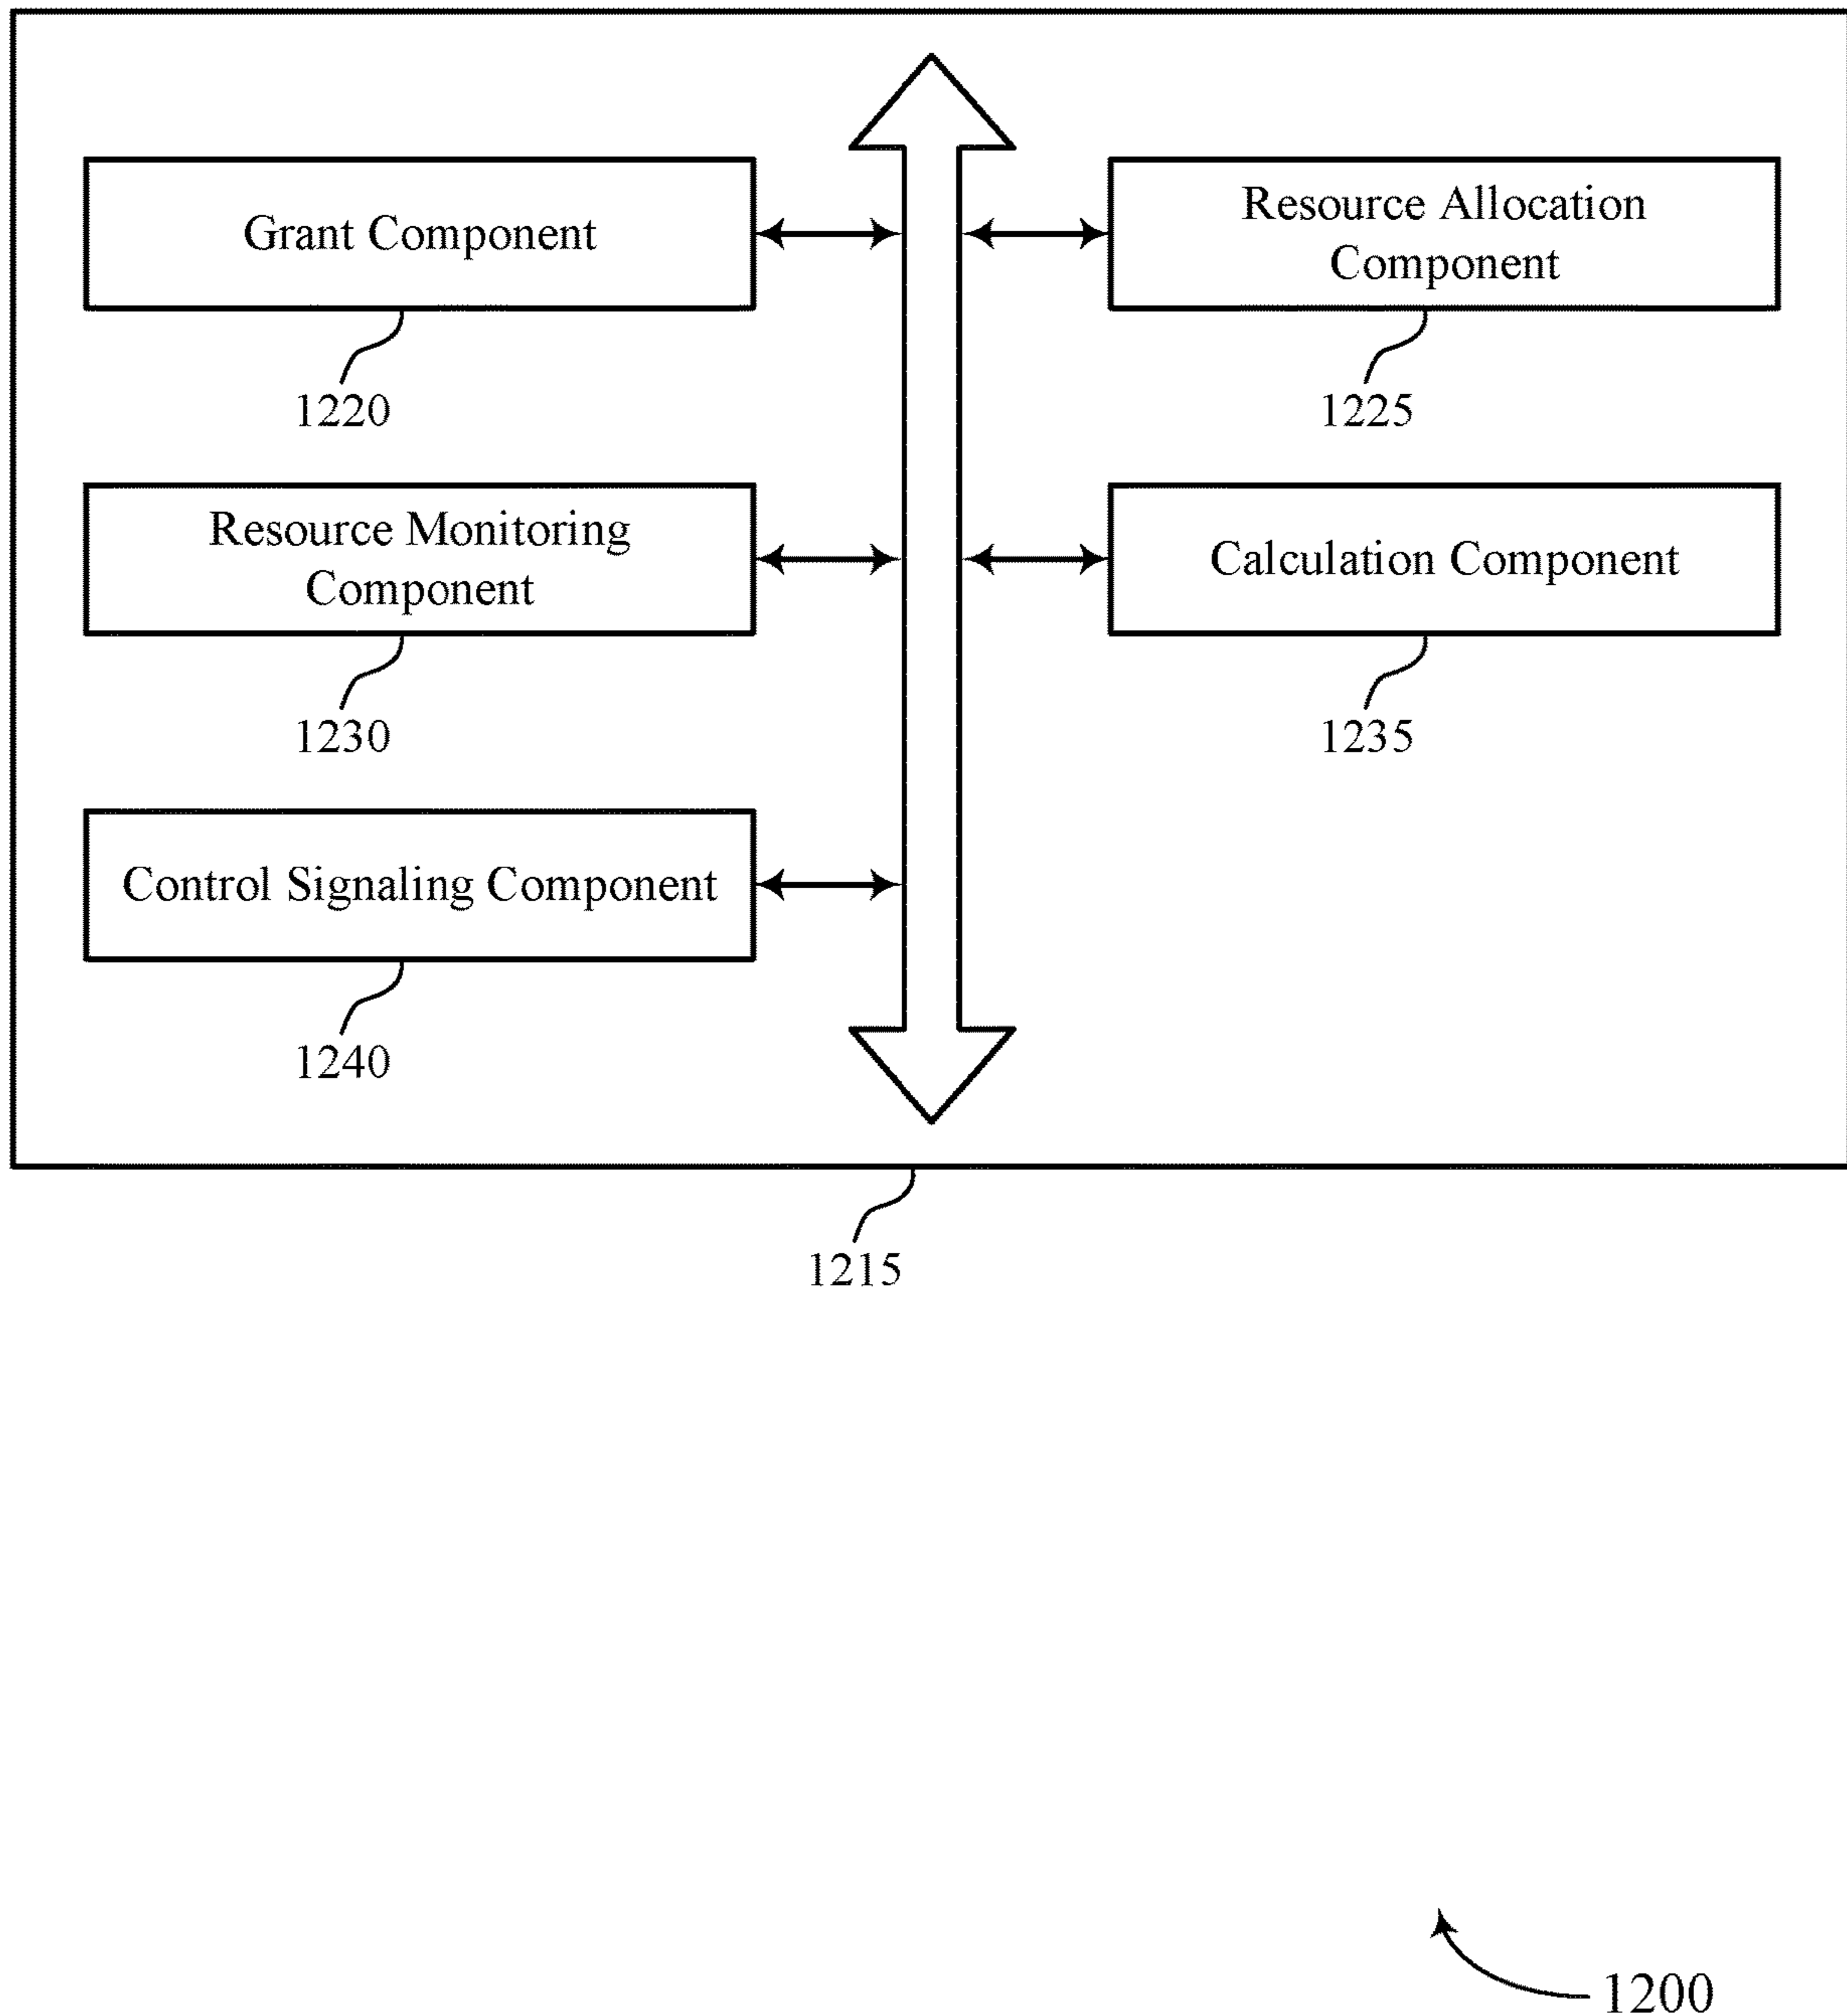 Grant Component
1220
Resource Allocation
Component
1225
Resource Monitoring
Component
1230
Calculation Component
1235
Control Signaling Component
1240
1215
1200